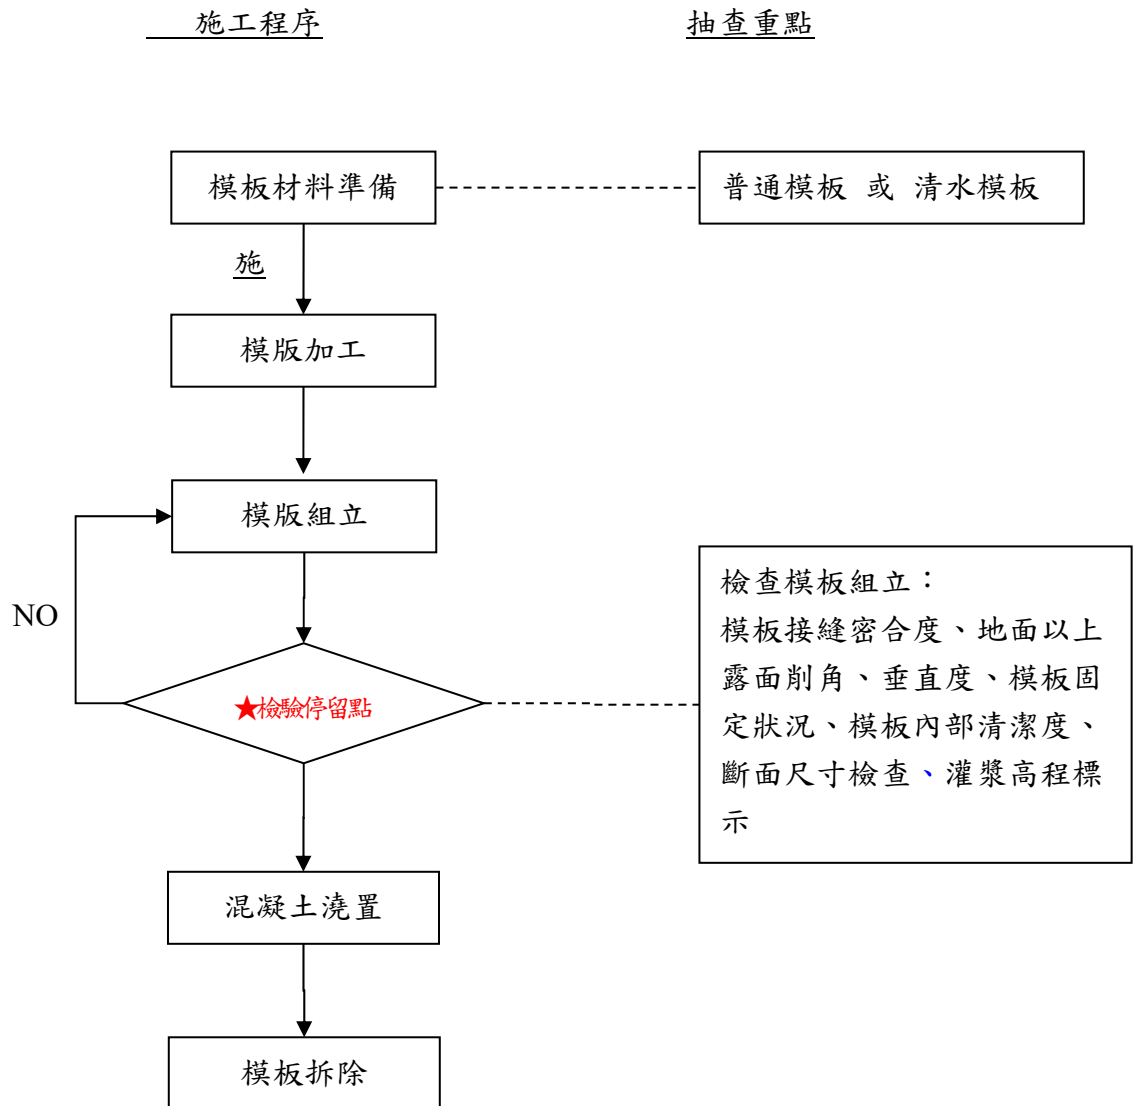 施工程序
抽查重點
模板材料準備
普通模板 或 清水模板
施
模版加工
模版組立
NO
★檢驗停留點
檢查模板組立：
模板接縫密合度、地面以上
露面削角、垂直度、模板固
定狀況、模板內部清潔度、
斷面尺寸檢查、灌漿高程標
示
混凝土澆置
模板拆除